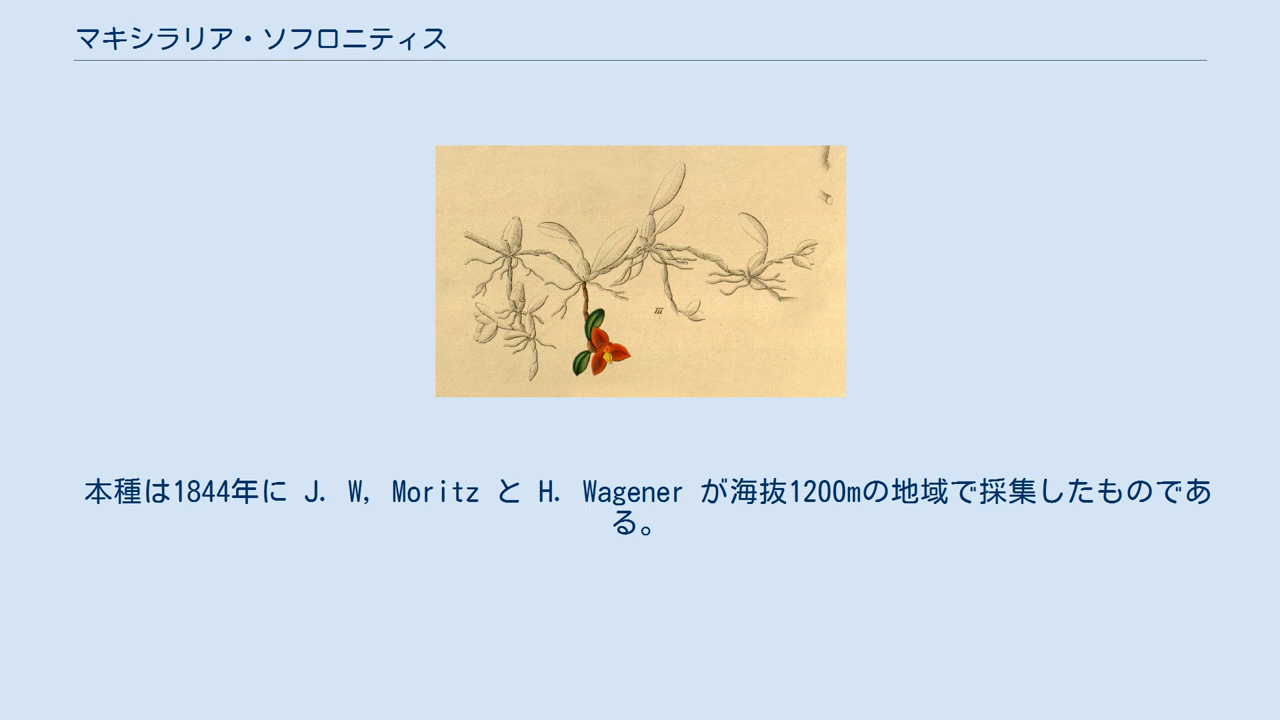 マキシラリア・ソフロニティス
III
本種は1844年に J. W, Moritz と H. Wagener が海抜1200mの地域で採集したものであ
る。